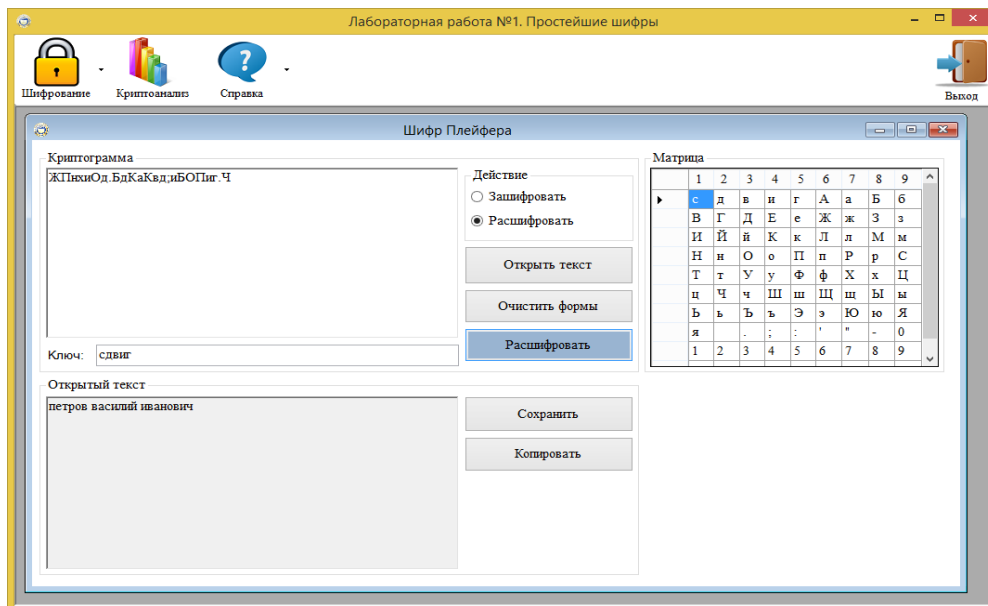 Лабораторная работа №1. Простейшие шифры
Шифрование Криптоанализ Справка Выход
Шифр Плейфера
Криптограмма
ЖПнхиОд.БдКаКвд;иБОПиг.Ч
Ключ: сдвиг
Действие
Зашифровать
Расшифровать
Открыть текст
Очистить формы
Расшифровать
Матрица
1 2 3 4 5 6 7 8 9
с д в и г А а Б б
В Г Д Е е Ж ж З з
И Й й К к Л л М м
Н н О о П п Р р С
Т т У у Ф ф Х х Ц
ц Ч ч Ш ш Щ щ Ы ы
Ь ь Ъ ъ Э э Ю ю Я
я . ; : ' " - 0
1 2 3 4 5 6 7 8 9
Открытый текст
петров василий иванович
Сохранить
Копировать